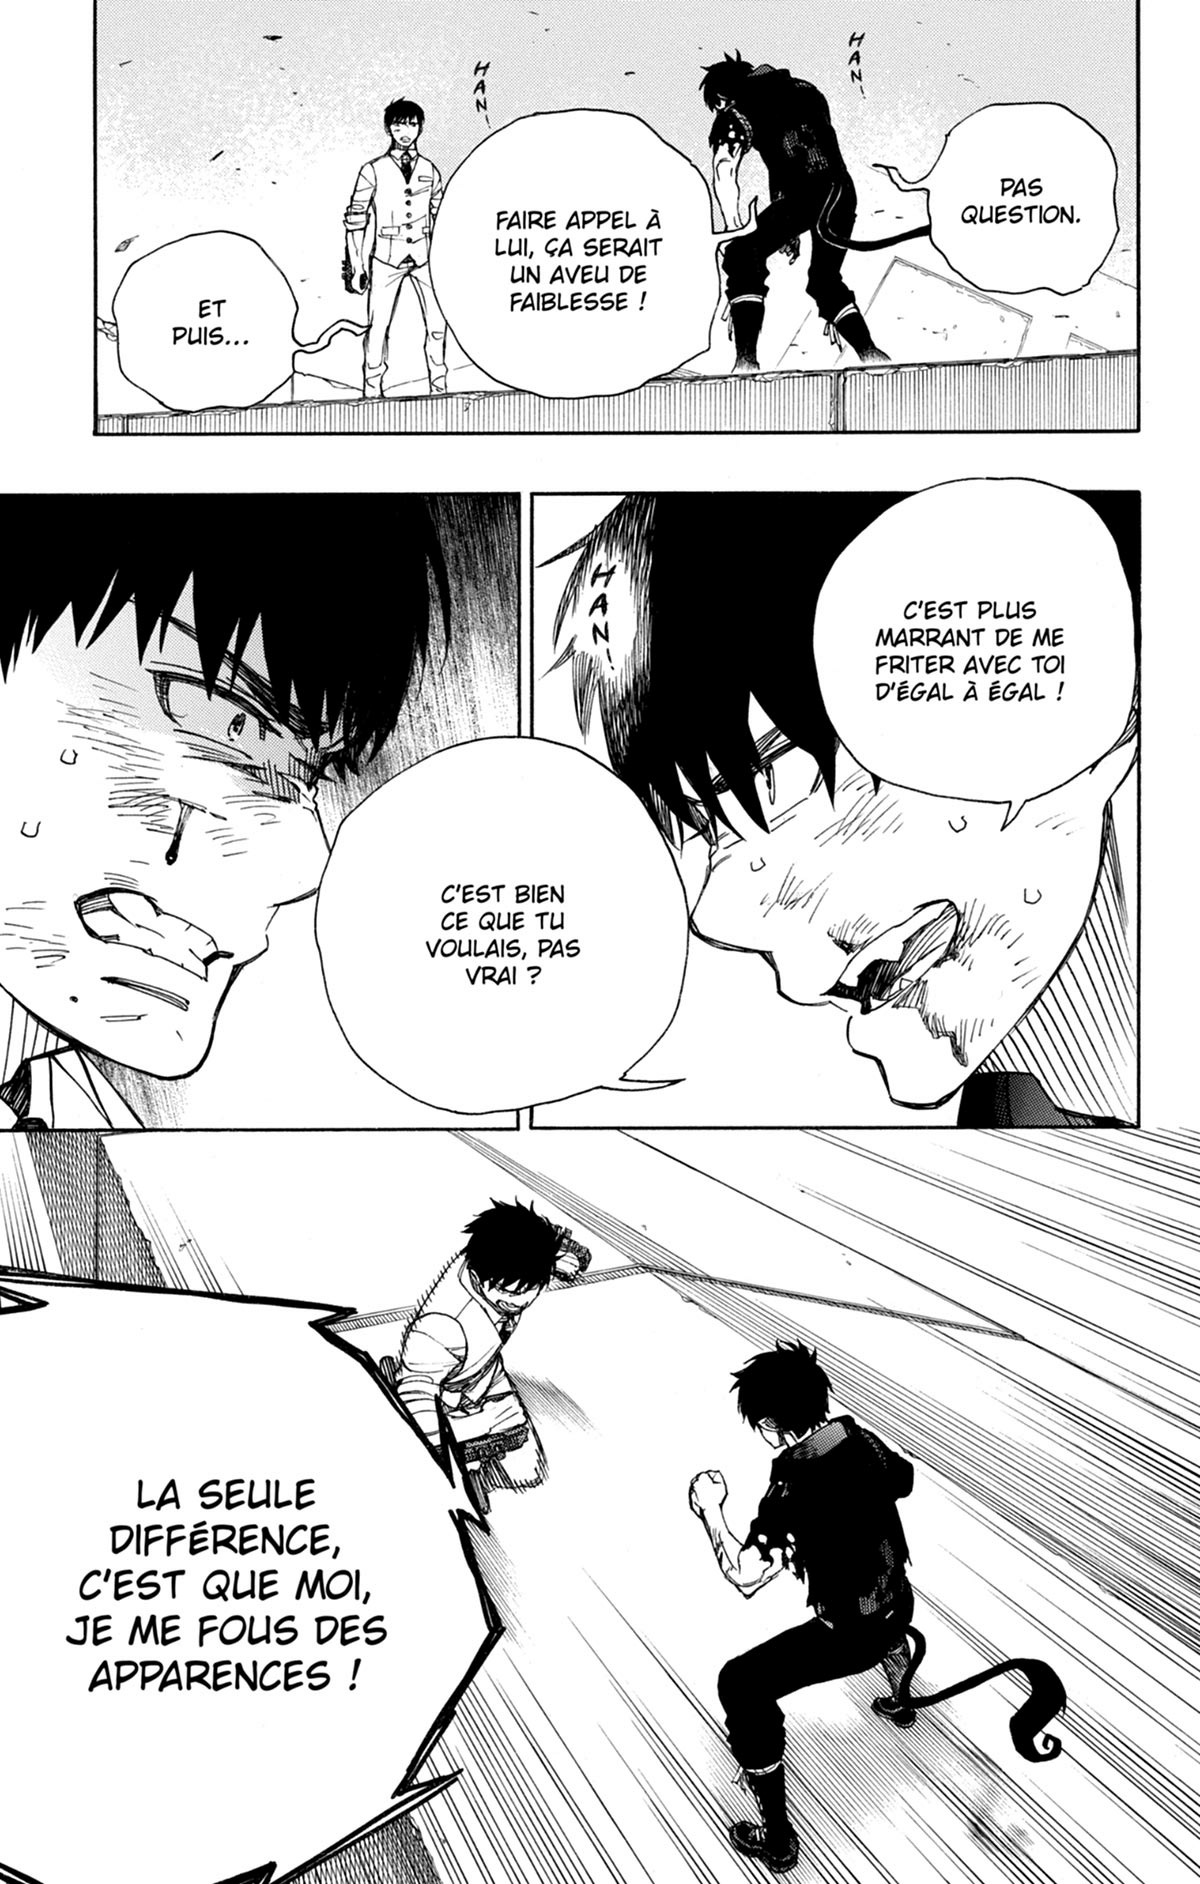 HAN...
PAS
QUESTION.
HAN...
FAIRE APPEL À
LUI, ÇA SERAIT
UN AVEU DE
FAIBLESSE !
ET
PUIS...
C'EST PLUS
MARRANT DE ME
FRITER AVEC TOI
D'ÉGAL À ÉGAL !
HAN...
C'EST BIEN
CE QUE TU
VOULAIS, PAS
VRAI ?
LA SEULE
DIFFÉRENCE,
C'EST QUE MOI,
JE ME FOUS DES
APPARENCES !